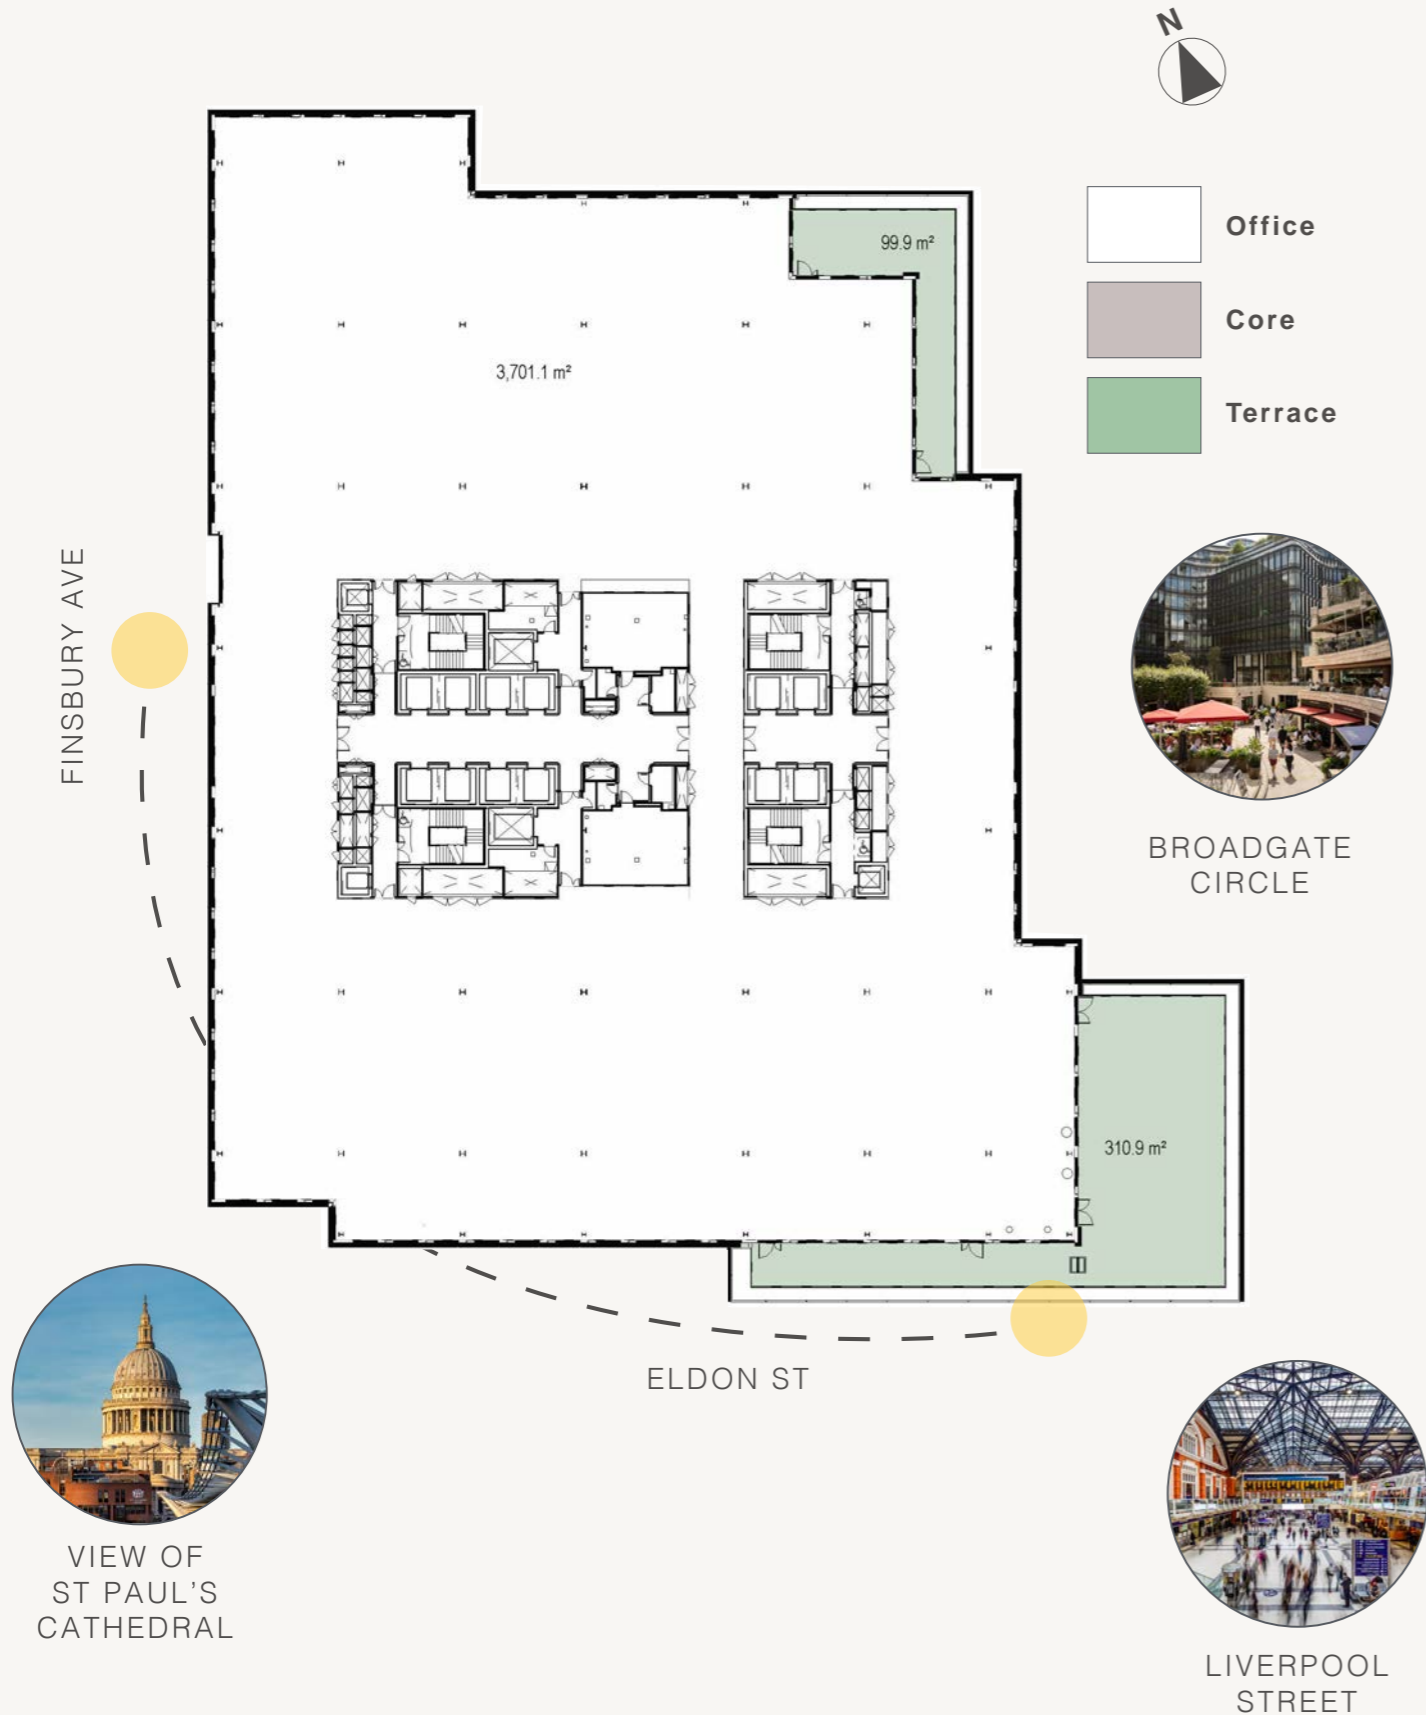 N
Office
Core
Terrace
99.9 m²
3,701.1 m²
FINSBURY AVE
BROADGATE
CIRCLE
310.9 m²
ELDON ST
VIEW OF
ST PAUL’S
CATHEDRAL
LIVERPOOL
STREET